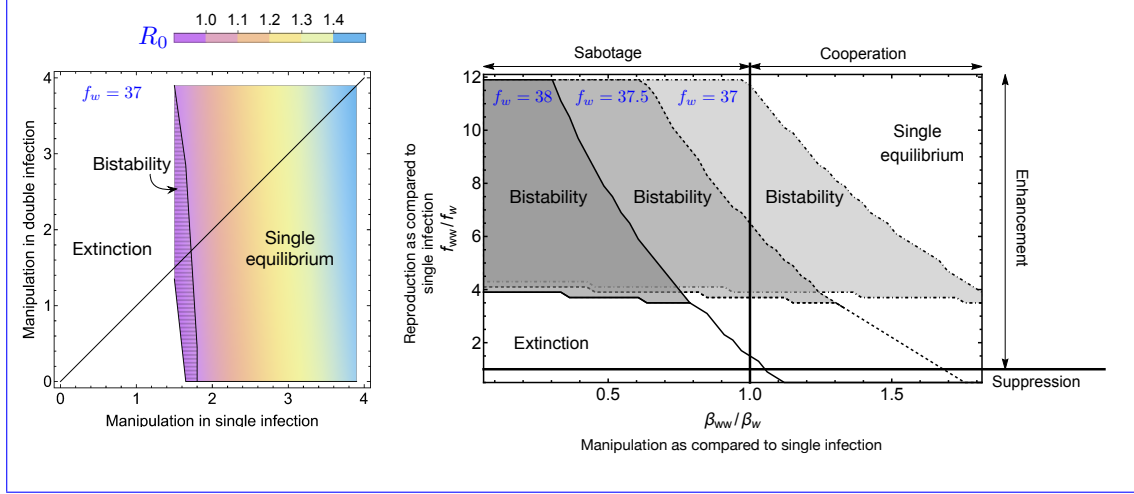 R0
1.0 1.1 1.2 1.3 1.4
fw = 37
Bistability
Extinction
Single
equilibrium
Manipulation in double infection
0 1 2 3 4
0 1 2 3 4
Manipulation in single infection
Sabotage
Cooperation
fw = 38
fw = 37.5
fw = 37
Single
equilibrium
Bistability
Bistability
Bistability
Extinction
Enhancement
Suppression
Reproduction as compared to
single infection
fww/fw
12
10
8
6
4
2
0.5 1.0 1.5
βww/βw
Manipulation as compared to single infection